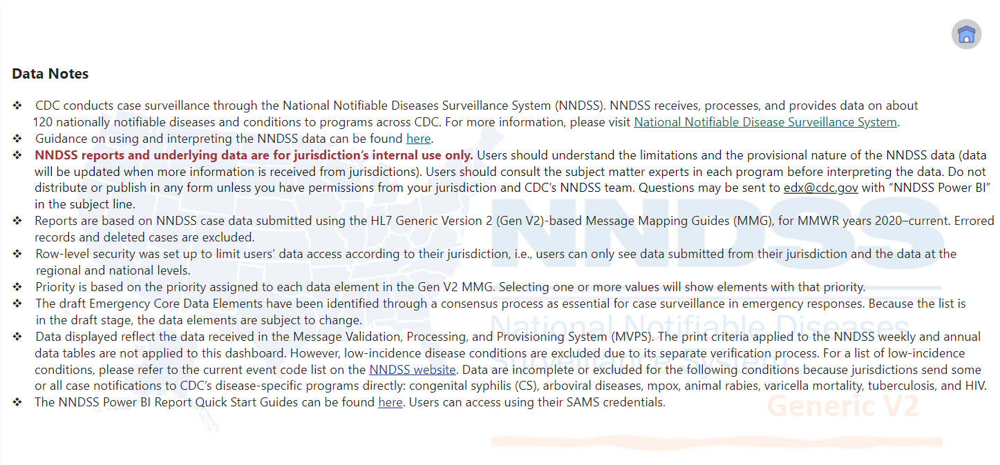 Data Notes
❖ CDC conducts case surveillance through the National Notifiable Diseases Surveillance System (NNDSS). NNDSS receives, processes, and provides data on about
120 nationally notifiable diseases and conditions to programs across CDC. For more information, please visit National Notifiable Disease Surveillance System.
❖ Guidance on using and interpreting the NNDSS data can be found here.
❖ NNDSS reports and underlying data are for jurisdiction’s internal use only. Users should understand the limitations and the provisional nature of the NNDSS data (data
will be updated when more information is received from jurisdictions). Users should consult the subject matter experts in each program before interpreting the data. Do not
distribute or publish in any form unless you have permissions from your jurisdiction and CDC’s NNDSS team. Questions may be sent to edx@cdc.gov with “NNDSS Power BI”
in the subject line.
❖ Reports are based on NNDSS case data submitted using the HL7 Generic Version 2 (Gen V2)-based Message Mapping Guides (MMG), for MMWR years 2020–current. Errored
records and deleted cases are excluded.
❖ Row-level security was set up to limit users’ data access according to their jurisdiction, i.e., users can only see data submitted from their jurisdiction and the data at the
regional and national levels.
❖ Priority is based on the priority assigned to each data element in the Gen V2 MMG. Selecting one or more values will show elements with that priority.
❖ The draft Emergency Core Data Elements have been identified through a consensus process as essential for case surveillance in emergency responses. Because the list is
in the draft stage, the data elements are subject to change.
❖ Data displayed reflect the data received in the Message Validation, Processing, and Provisioning System (MVPS). The print criteria applied to the NNDSS weekly and annual
data tables are not applied to this dashboard. However, low-incidence disease conditions are excluded due to its separate verification process. For a list of low-incidence
conditions, please refer to the current event code list on the NNDSS website. Data are incomplete or excluded for the following conditions because jurisdictions send some
or all case notifications to CDC’s disease-specific programs directly: congenital syphilis (CS), arboviral diseases, mpox, animal rabies, varicella mortality, tuberculosis, and HIV.
❖ The NNDSS Power BI Report Quick Start Guides can be found here. Users can access using their SAMS credentials.
NNDSS
National Notifiable Diseases
Surveillance System
Generic V2